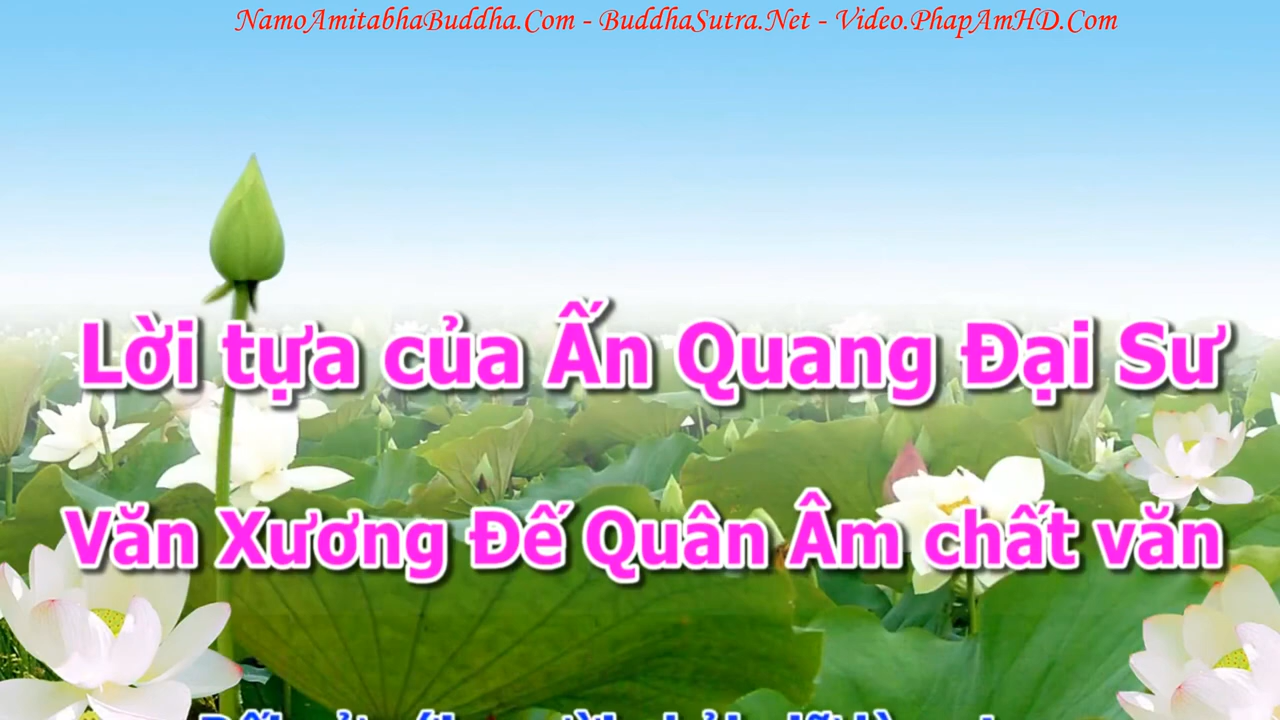 NamoAmitabhaBuddha.Com - BuddhaSutra.Net - Video.PhapAmHD.Com
Lời tựa của Ấn Quang Đại Sư
Văn Xương Đế Quân Âm chất văn